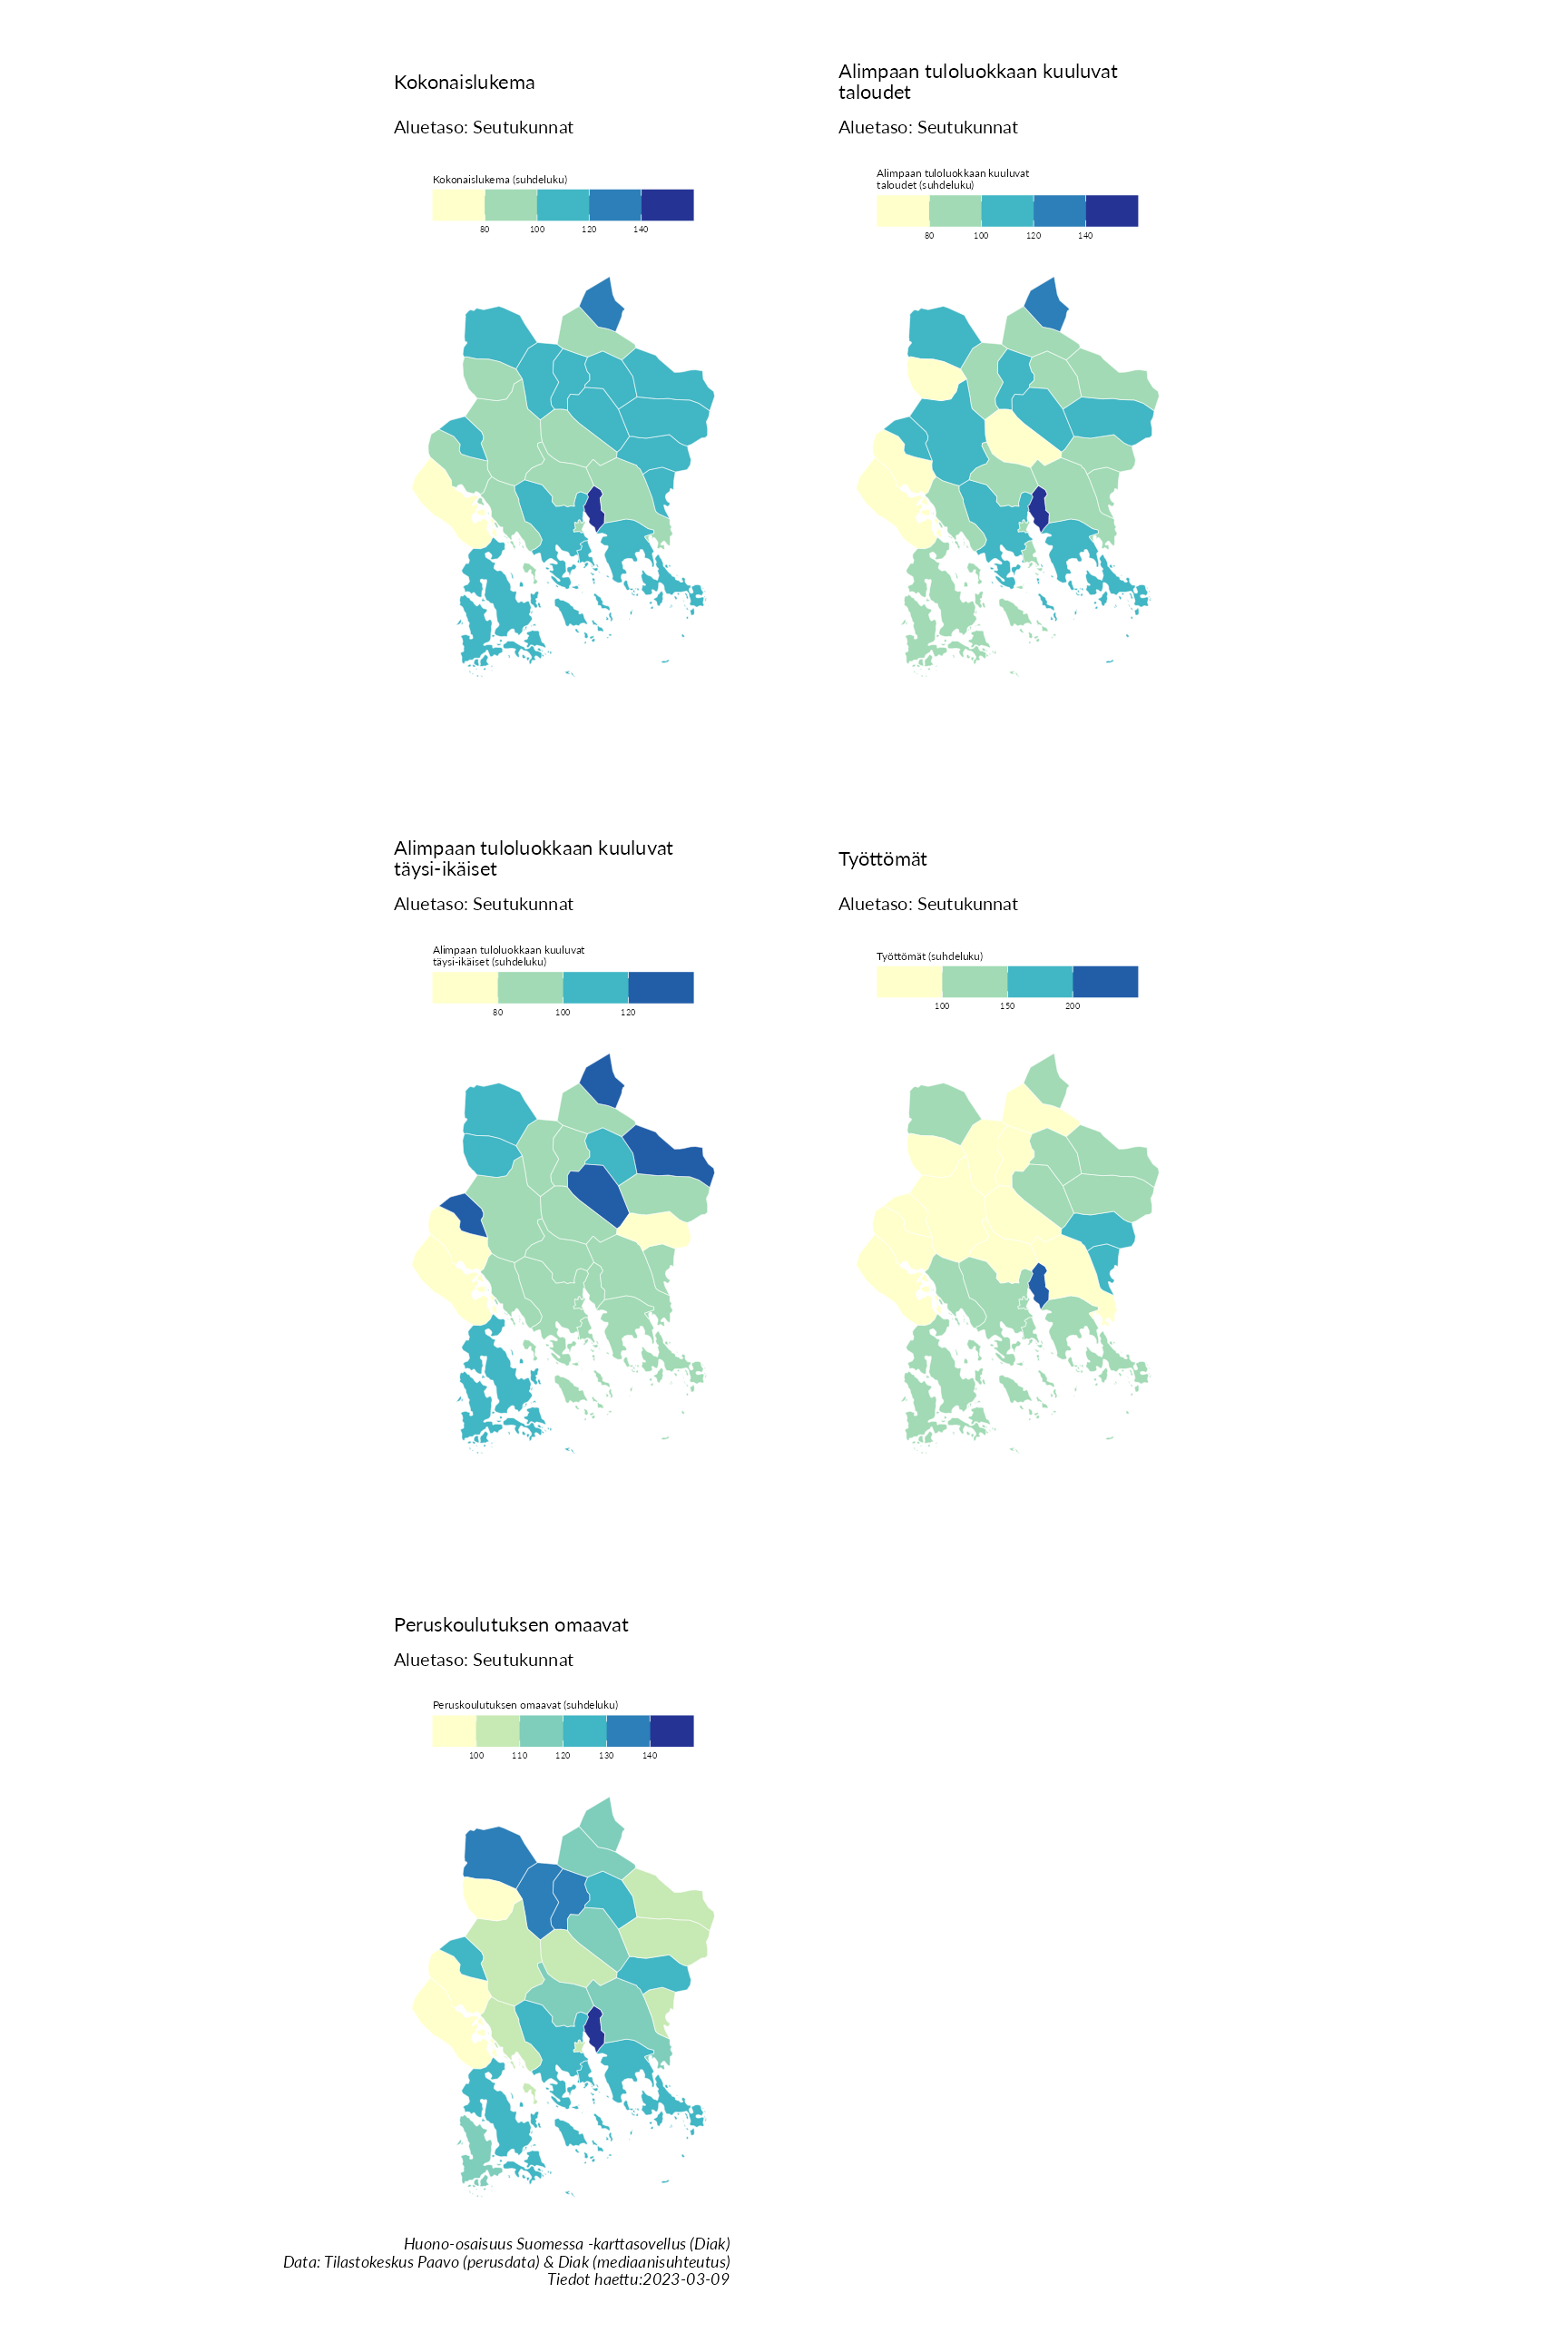 Kokonaislukema
Aluetaso: Seutukunnat
Kokonaislukema (suhdeluku)
80 100 120 140
Alimpaan tuloluokkaan kuuluvat
taloudet
Aluetaso: Seutukunnat
Alimpaan tuloluokkaan kuuluvat
taloudet (suhdeluku)
80 100 120 140
Alimpaan tuloluokkaan kuuluvat
täysi-ikäiset
Aluetaso: Seutukunnat
Alimpaan tuloluokkaan kuuluvat
täysi-ikäiset (suhdeluku)
80 100 120
Työttömät
Aluetaso: Seutukunnat
Työttömät (suhdeluku)
100 150 200
Peruskoulutuksen omaavat
Aluetaso: Seutukunnat
Peruskoulutuksen omaavat (suhdeluku)
100 110 120 130 140
Huono-osaisuus Suomessa -karttasovellus (Diak)
Data: Tilastokeskus Paavo (perusdata) & Diak (mediaanisuhteutus)
Tiedot haettu:2023-03-09